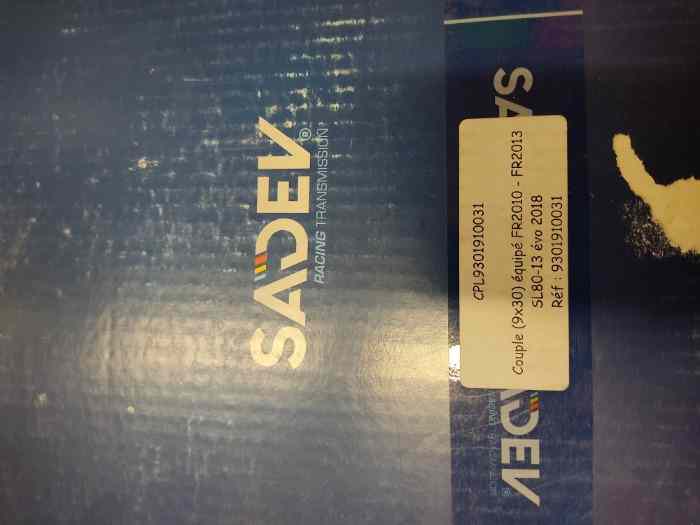 SADEV®
RACING TRANSMISSION
SADEV®
CPL9301910031
Couple (9x30) équipé FR2010 - FR2013
SL80-13 évo 2018
Réf : 9301910031